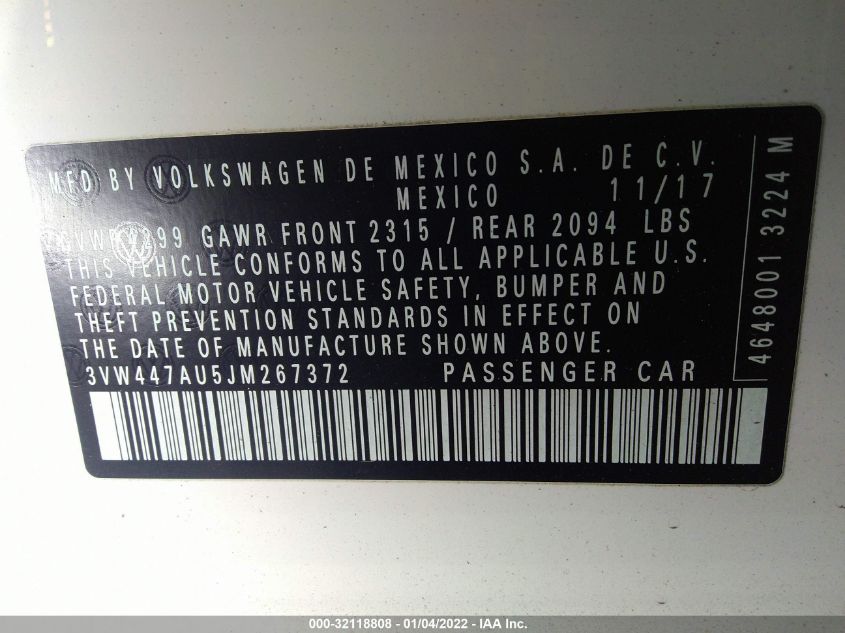 MFD BY VOLKSWAGEN DE MEXICO S.A. DE C.V.
MEXICO 11/17
GAWR FRONT 2315 / REAR 2094 LBS
THIS VEHICLE CONFORMS TO ALL APPLICABLE U.S.
FEDERAL MOTOR VEHICLE SAFETY, BUMPER AND
THEFT PREVENTION STANDARDS IN EFFECT ON
THE DATE OF MANUFACTURE SHOWN ABOVE.
3VW447AU5JM267372 PASSENGER CAR
4648001 3224 M
000-32118808 - 01/04/2022 - IAA Inc.